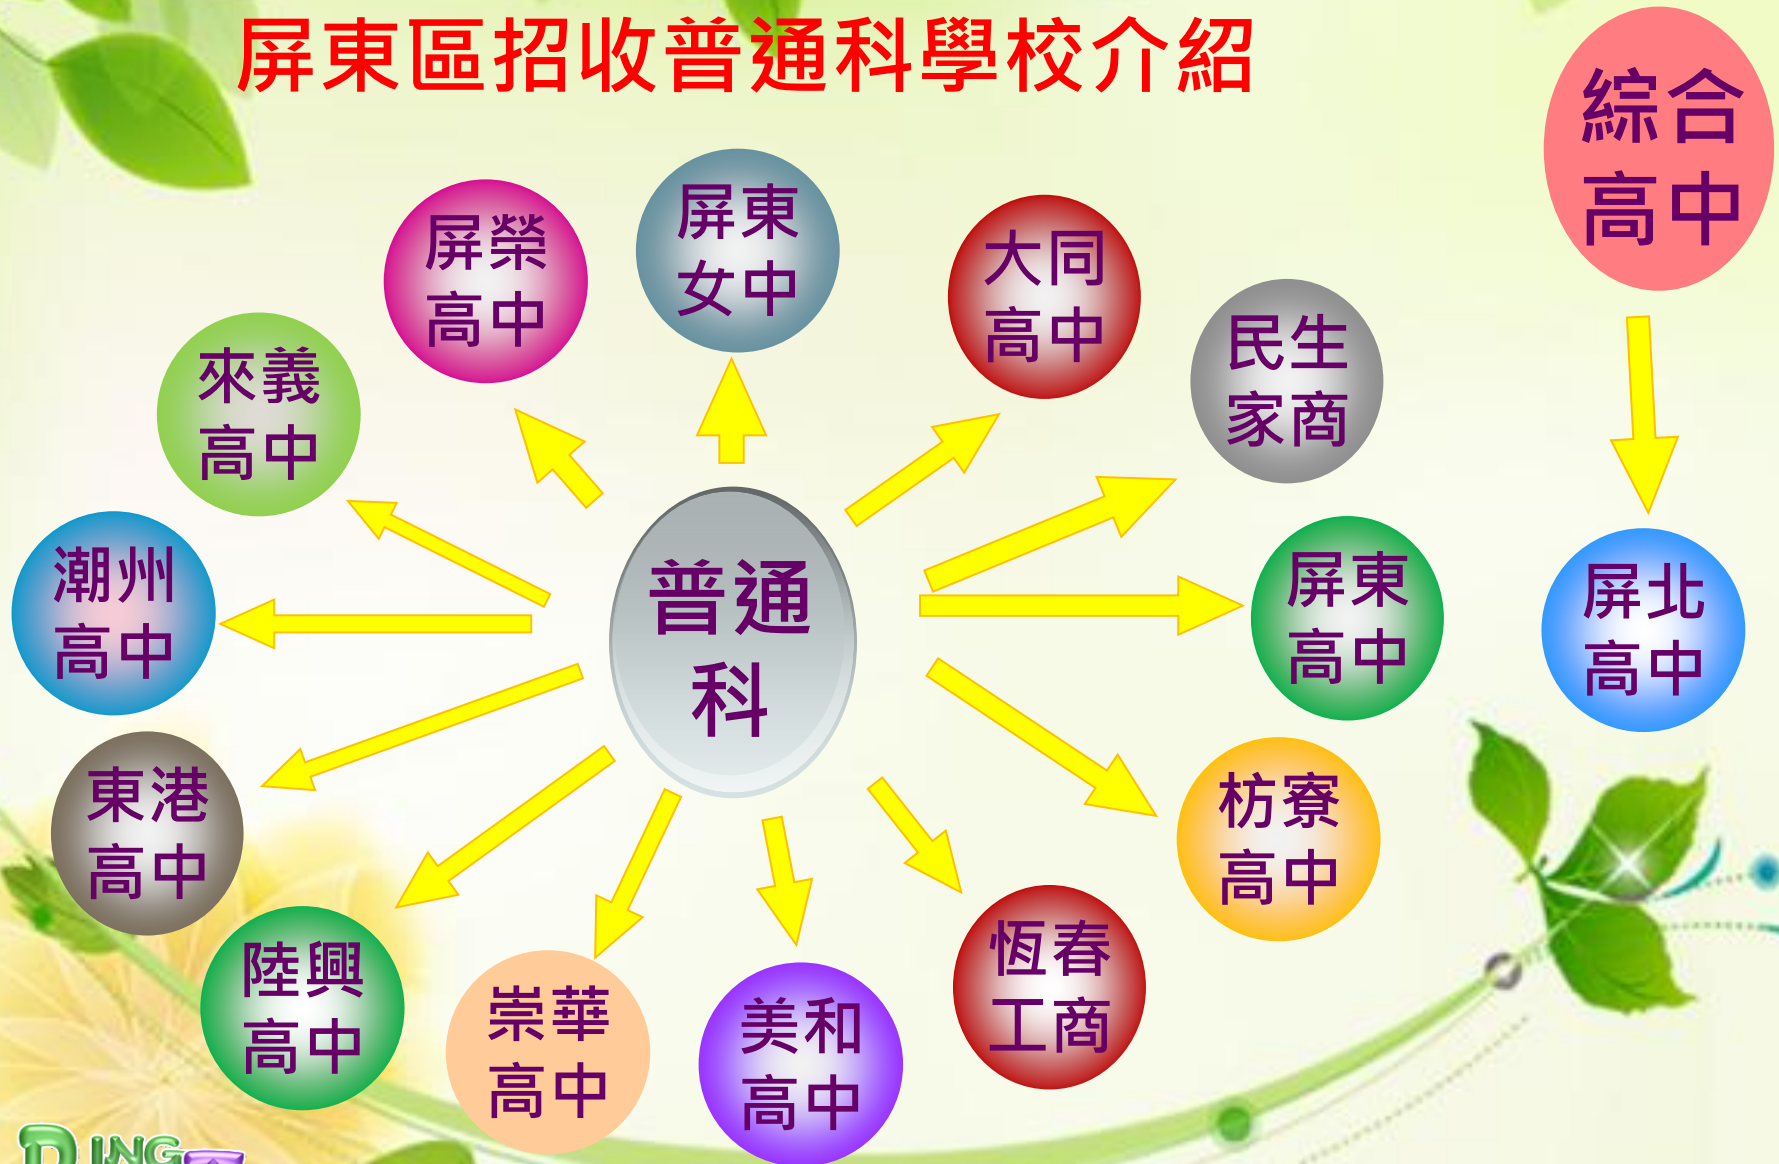 屏東區招收普通科學校介紹
綜合
高中
屏東
女中
大同
高中
民生
家商
屏東
高中
枋寮
高中
恆春
工商
美和
高中
崇華
高中
陸興
高中
東港
高中
潮州
高中
來義
高中
屏榮
高中
普通
科
屏北
高中
DING